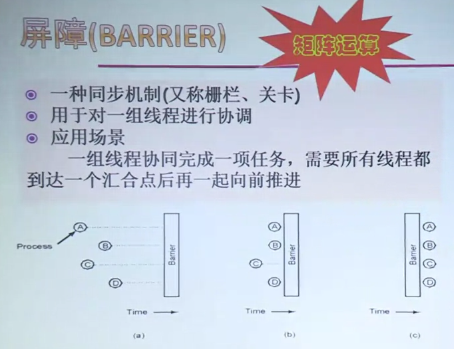 屏障(BARRIER)
矩阵运算
一种同步机制(又称栅栏、关卡)
用于对一组线程进行协调
应用场景
一组线程协同完成一项任务，需要所有线程都
到达一个汇合点后再一起向前推进
Process
A
B
C
D
Barrier
Time
(a)
A
B
C
D
Barrier
Time
(b)
A
B
C
D
Barrier
Time
(c)